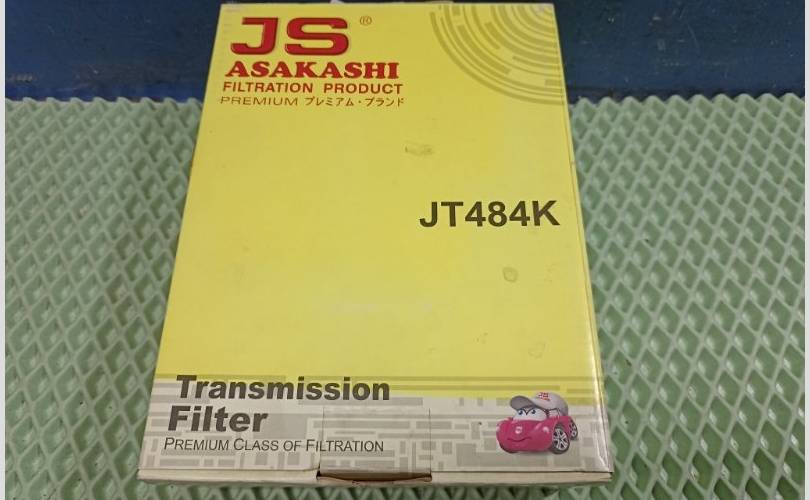 JS®
ASAKASHI
FILTRATION PRODUCT
PREMIUM プレミアム・ブランド
JT484K
Transmission
Filter
PREMIUM CLASS OF FILTRATION